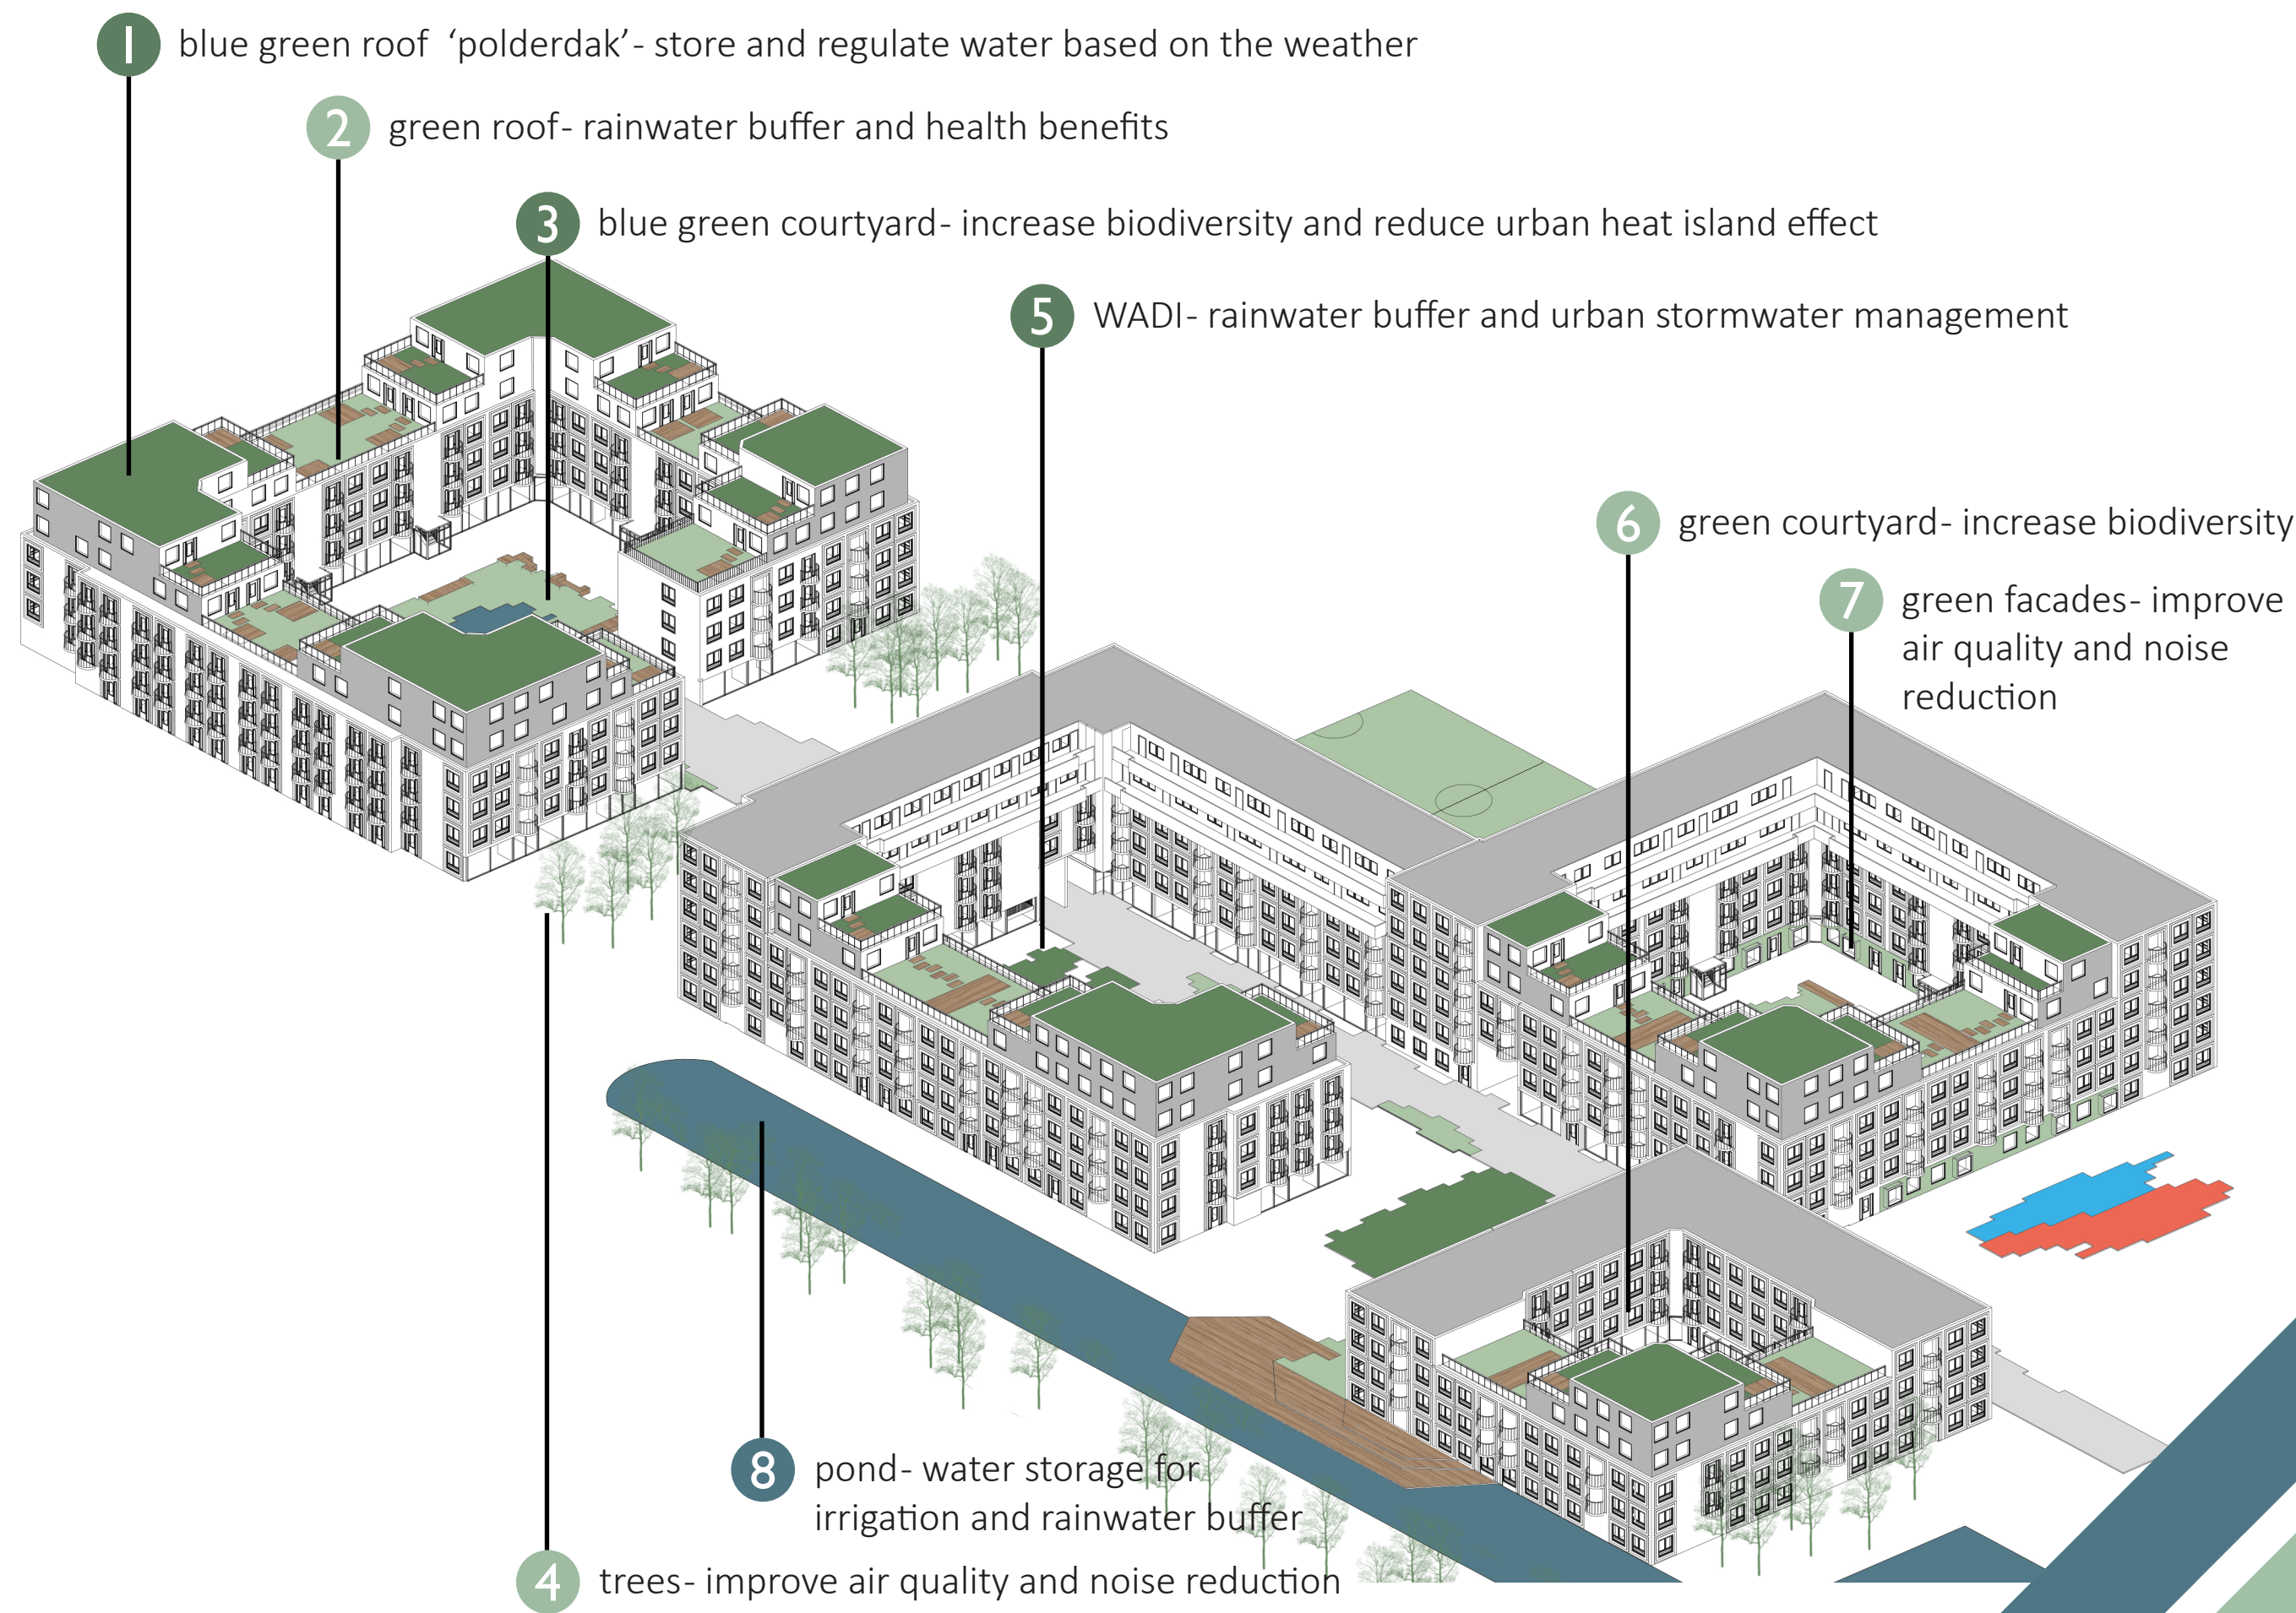 1 blue green roof ‘polderdak’- store and regulate water based on the weather
2 green roof- rainwater buffer and health benefits
3 blue green courtyard- increase biodiversity and reduce urban heat island effect
5 WADI- rainwater buffer and urban stormwater management
6 green courtyard- increase biodiversity
7 green facades- improve
air quality and noise
reduction
8 pond- water storage for
irrigation and rainwater buffer
4 trees- improve air quality and noise reduction